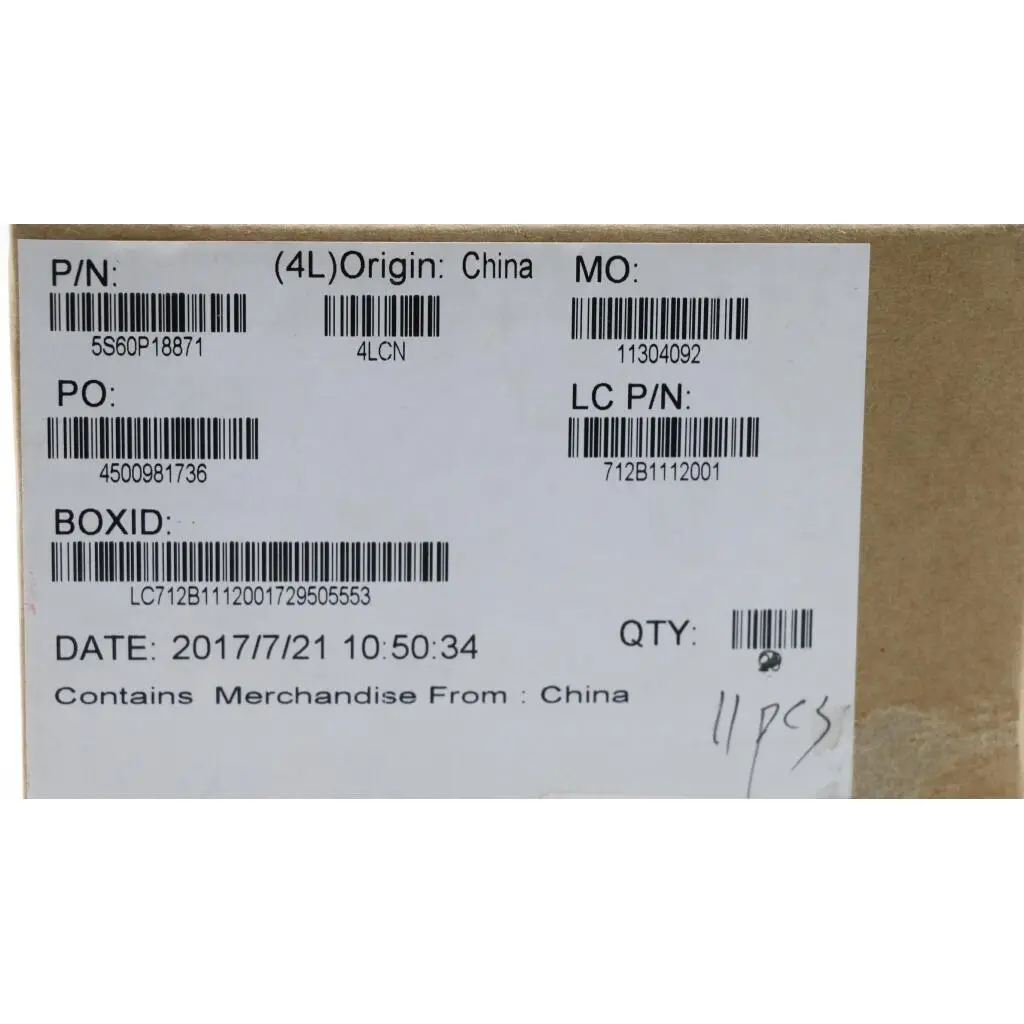 P/N: (4L)Origin: China MO:
5S60P18871 4LCN 11304092
PO: LC P/N:
4500981736 712B1112001
BOXID:
LC712B1112001729505553
DATE: 2017/7/21 10:50:34 QTY:
Contains Merchandise From : China
11 pcs